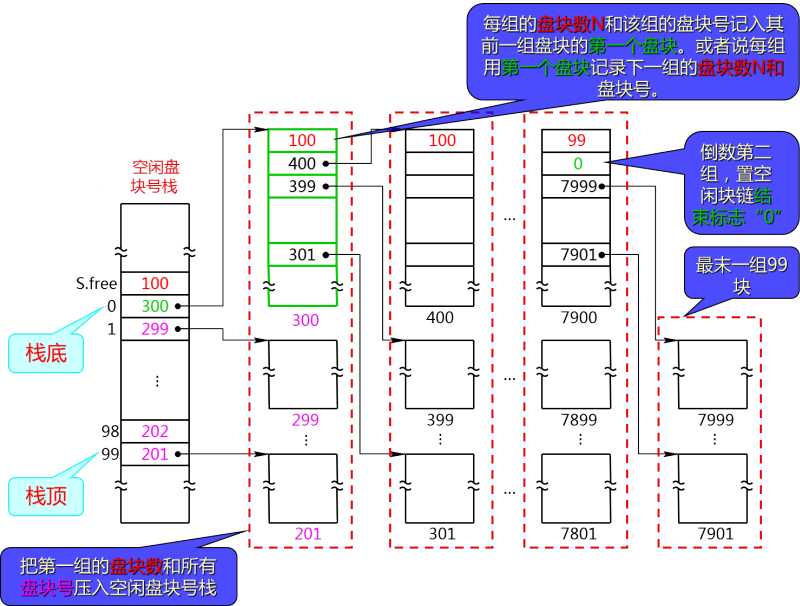 每组的盘块数N和该组的盘块号记入其
前一组盘块的第一个盘块。或者说每组
用第一个盘块记录下一组的盘块数N和
盘块号。
空闲盘
块号栈
S.free
100
0
300
1
299
⋮
98
202
99
201
栈底
栈顶
100
400
399
301
300
299
⋮
201
100
400
399
⋮
301
...
...
...
99
0
7999
7901
7900
7899
⋮
7801
倒数第二
组，置空
闲块链结
束标志“0”
最末一组99
块
7999
⋮
7901
把第一组的盘块数和所有
盘块号压入空闲盘块号栈